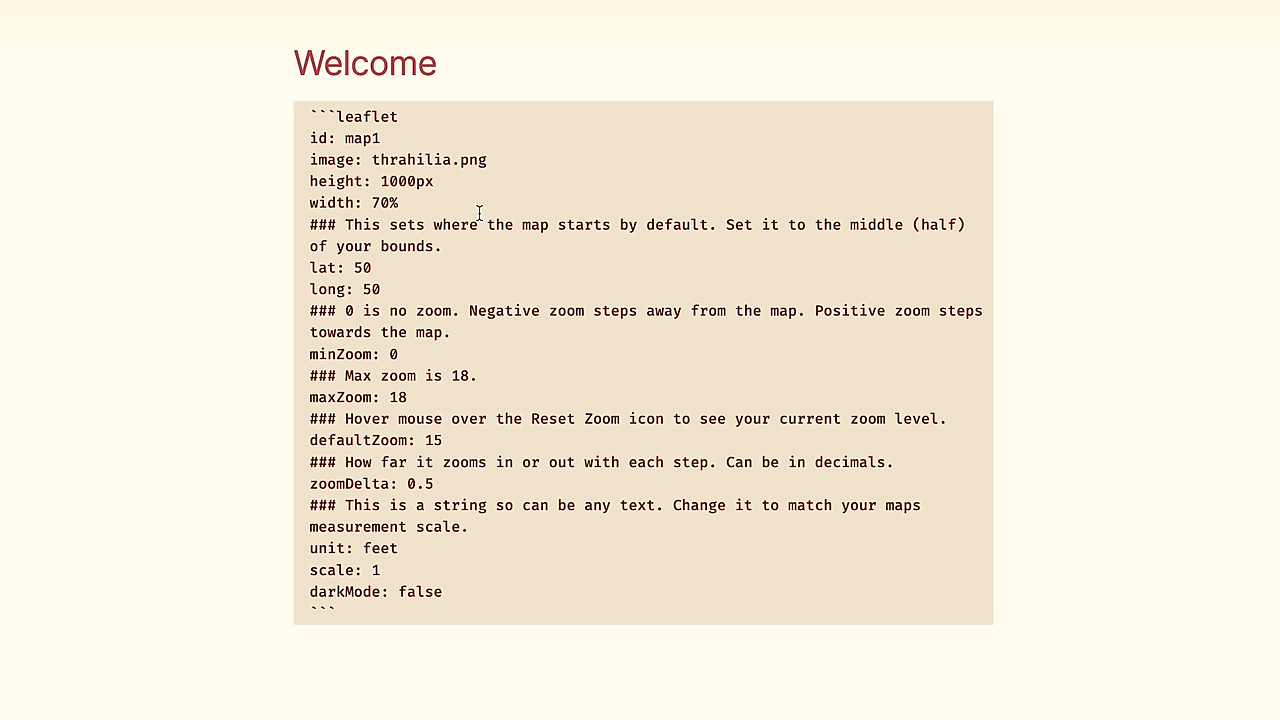 Welcome
```leaflet
id: map1
image: thrahilia.png
height: 1000px
width: 70%
### This sets where the map starts by default. Set it to the middle (half)
of your bounds.
lat: 50
long: 50
### 0 is no zoom. Negative zoom steps away from the map. Positive zoom steps
towards the map.
minZoom: 0
### Max zoom is 18.
maxZoom: 18
### Hover mouse over the Reset Zoom icon to see your current zoom level.
defaultZoom: 15
### How far it zooms in or out with each step. Can be in decimals.
zoomDelta: 0.5
### This is a string so can be any text. Change it to match your maps
measurement scale.
unit: feet
scale: 1
darkMode: false
```